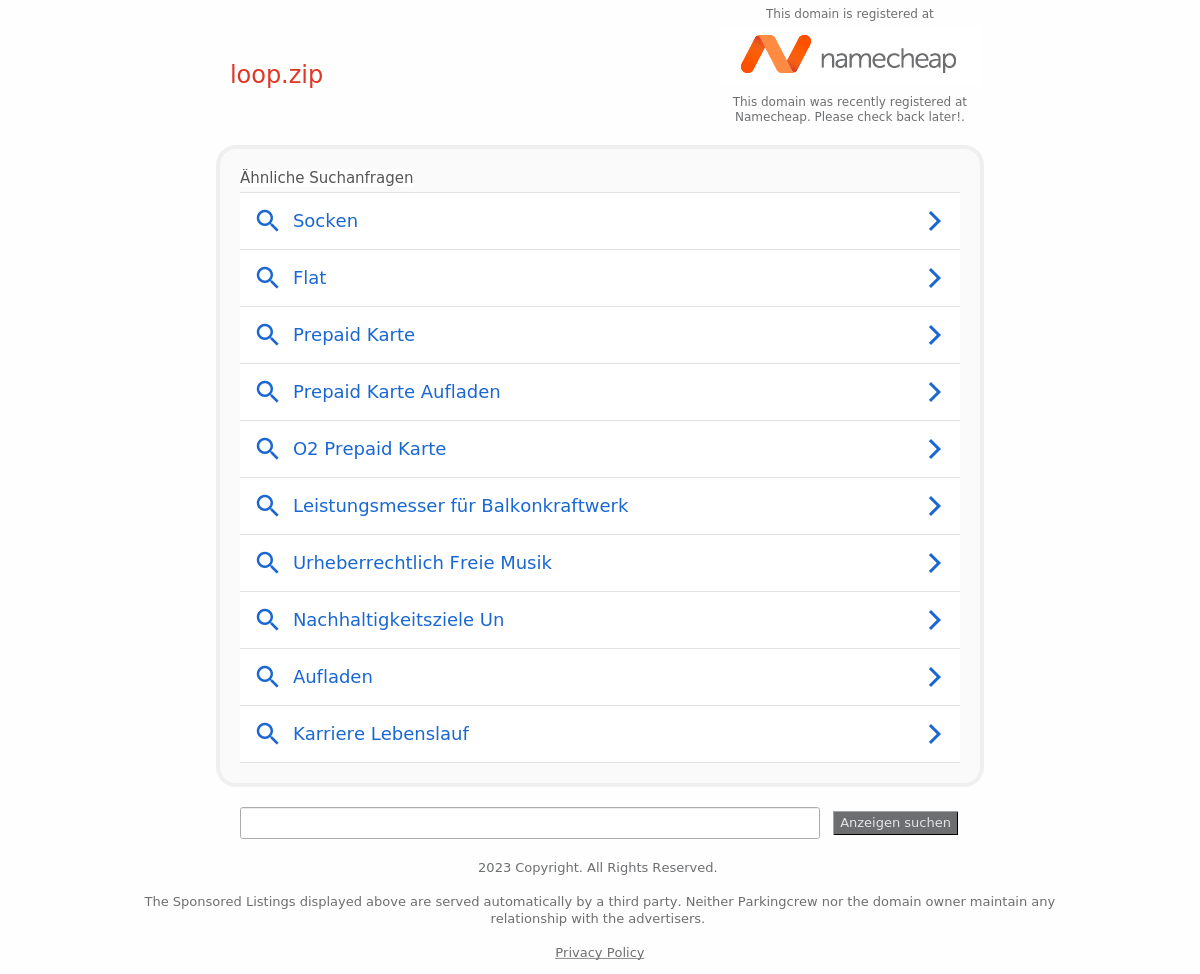 This domain is registered at
namecheap
loop.zip
This domain was recently registered at
Namecheap. Please check back later!.
Ähnliche Suchanfragen
Socken
Flat
Prepaid Karte
Prepaid Karte Aufladen
O2 Prepaid Karte
Leistungsmesser für Balkonkraftwerk
Urheberrechtlich Freie Musik
Nachhaltigkeitsziele Un
Aufladen
Karriere Lebenslauf
Anzeigen suchen
2023 Copyright. All Rights Reserved.
The Sponsored Listings displayed above are served automatically by a third party. Neither Parkingcrew nor the domain owner maintain any
relationship with the advertisers.
Privacy Policy